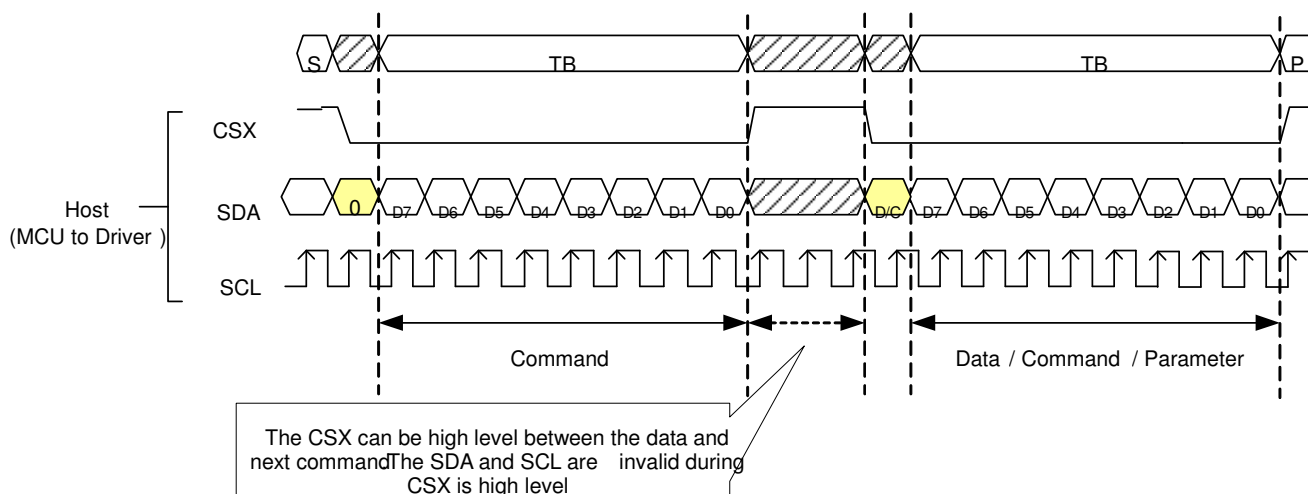 S TB TB P
CSX
SDA 0 D7 D6 D5 D4 D3 D2 D1 D0 D/C D7 D6 D5 D4 D3 D2 D1 D0
Host
(MCU to Driver )
SCL
Command Data / Command / Parameter
The CSX can be high level between the data and
next commandThe SDA and SCL are invalid during
CSX is high level